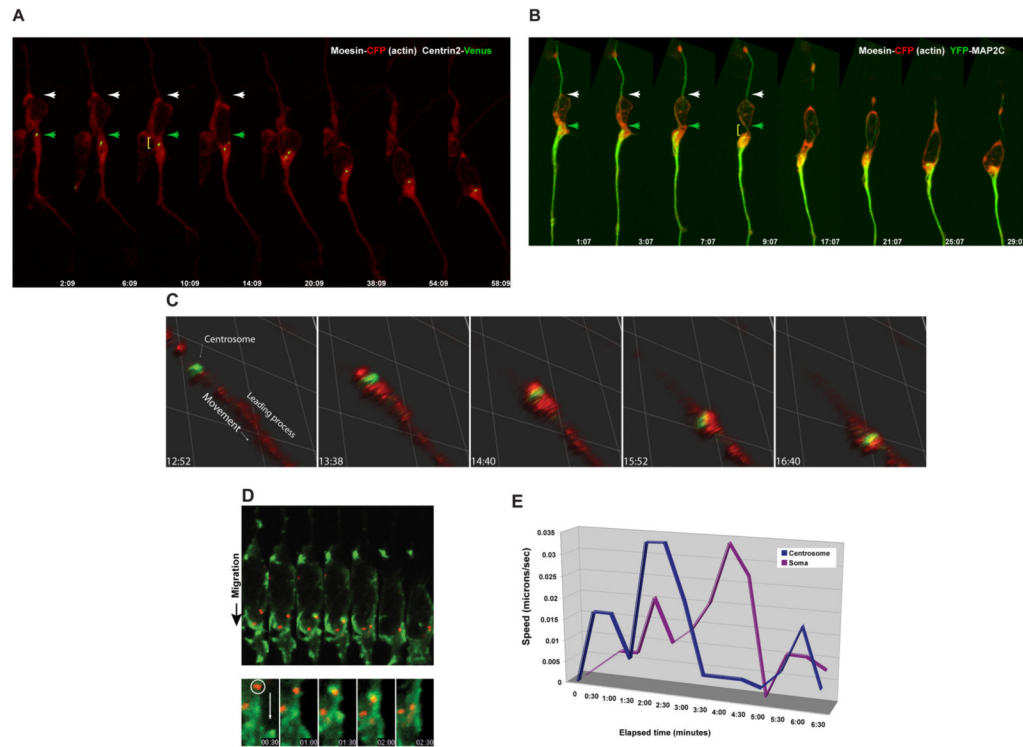 A
Moesin-CFP (actin) Centrin2-Venus
2:09 6:09 10:09 14:09 20:09 38:09 54:09 58:09
B
Moesin-CFP (actin) YFP-MAP2C
1:07 3:07 7:07 9:07 17:07 21:07 25:07 29:07
C
Centrosome
Leading process
Movement
12:52 13:38 14:40 15:52 16:40
D
Migration
00:30 01:00 01:30 02:00 02:30
E
0.035
0.03
0.025
0.02
0.015
0.01
0.005
0
Speed (microns/sec)
Centrosome
Soma
0 0:30 1:00 1:30 2:00 2:30 3:00 3:30 4:00 4:30 5:00 5:30 6:00 6:30
Elapsed time (minutes)